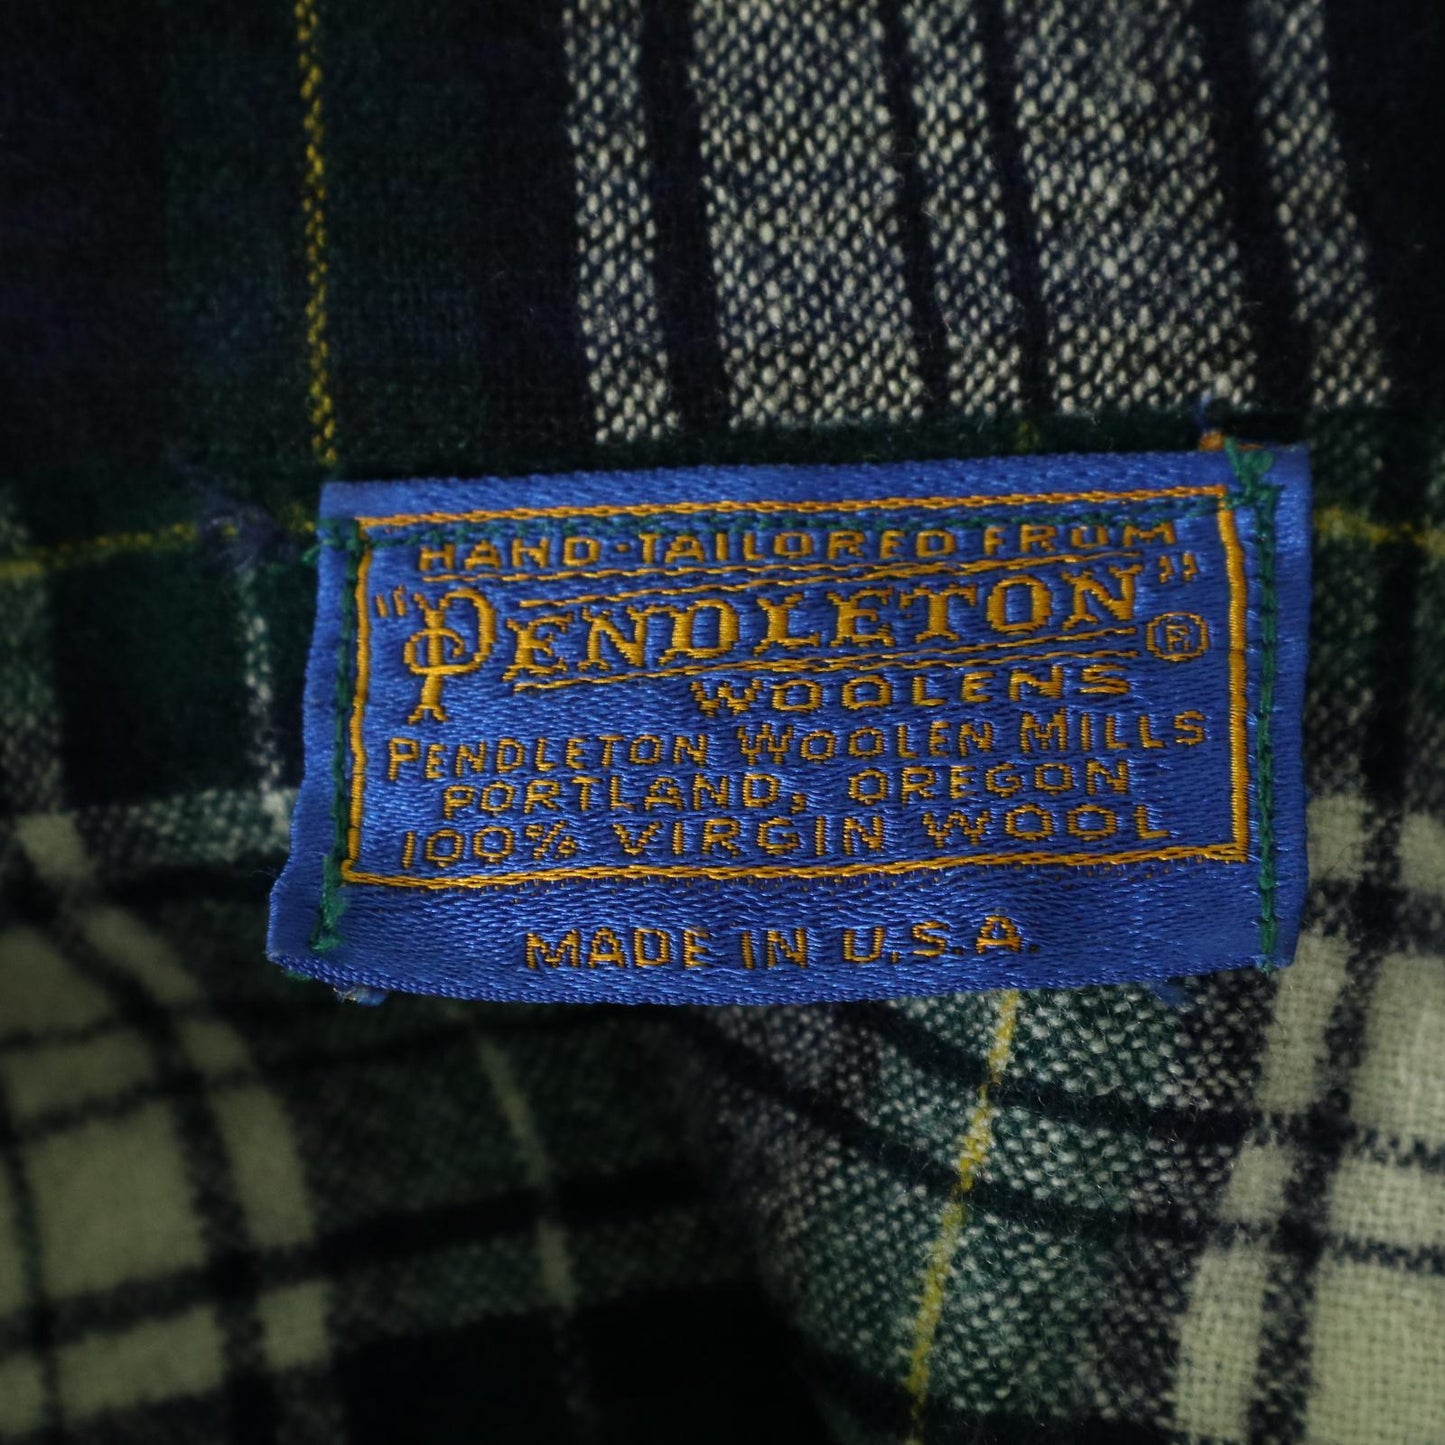 HAND-TAILORED FROM
"PENDLETON" ®
WOOLENS
PENDLETON WOOLEN MILLS
PORTLAND, OREGON
100% VIRGIN WOOL
MADE IN U.S.A.